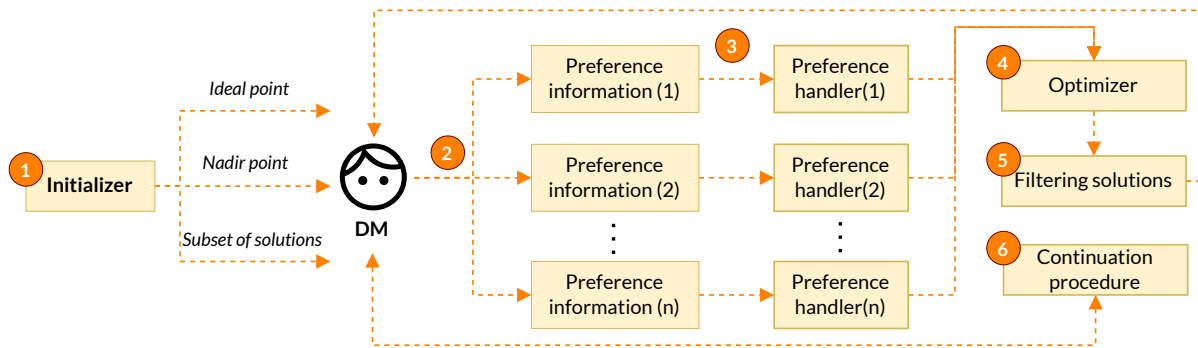 1
Initializer
Ideal point
Nadir point
Subset of solutions
DM
2
Preference
information (1)
3
Preference
handler(1)
Preference
information (2)
Preference
handler(2)
Preference
information (n)
Preference
handler(n)
4
Optimizer
5
Filtering solutions
6
Continuation
procedure